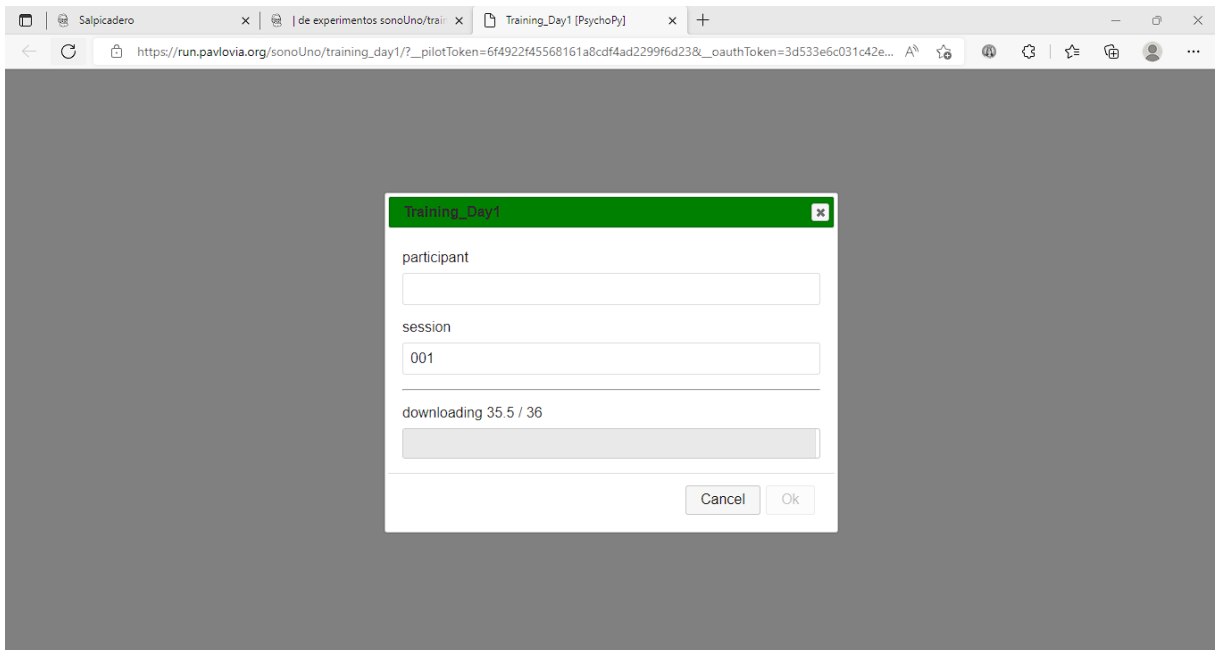 Salpicadero
| de experimentos sonoUno/train
Training_Day1 [PsychoPy]
https://run.pavlovia.org/sonoUno/training_day1/?__pilotToken=6f4922f45568161a8cdf4ad2299f6d23&__oauthToken=3d533e6c031c42e...
Training_Day1
participant
session
001
downloading 35.5 / 36
Cancel
Ok